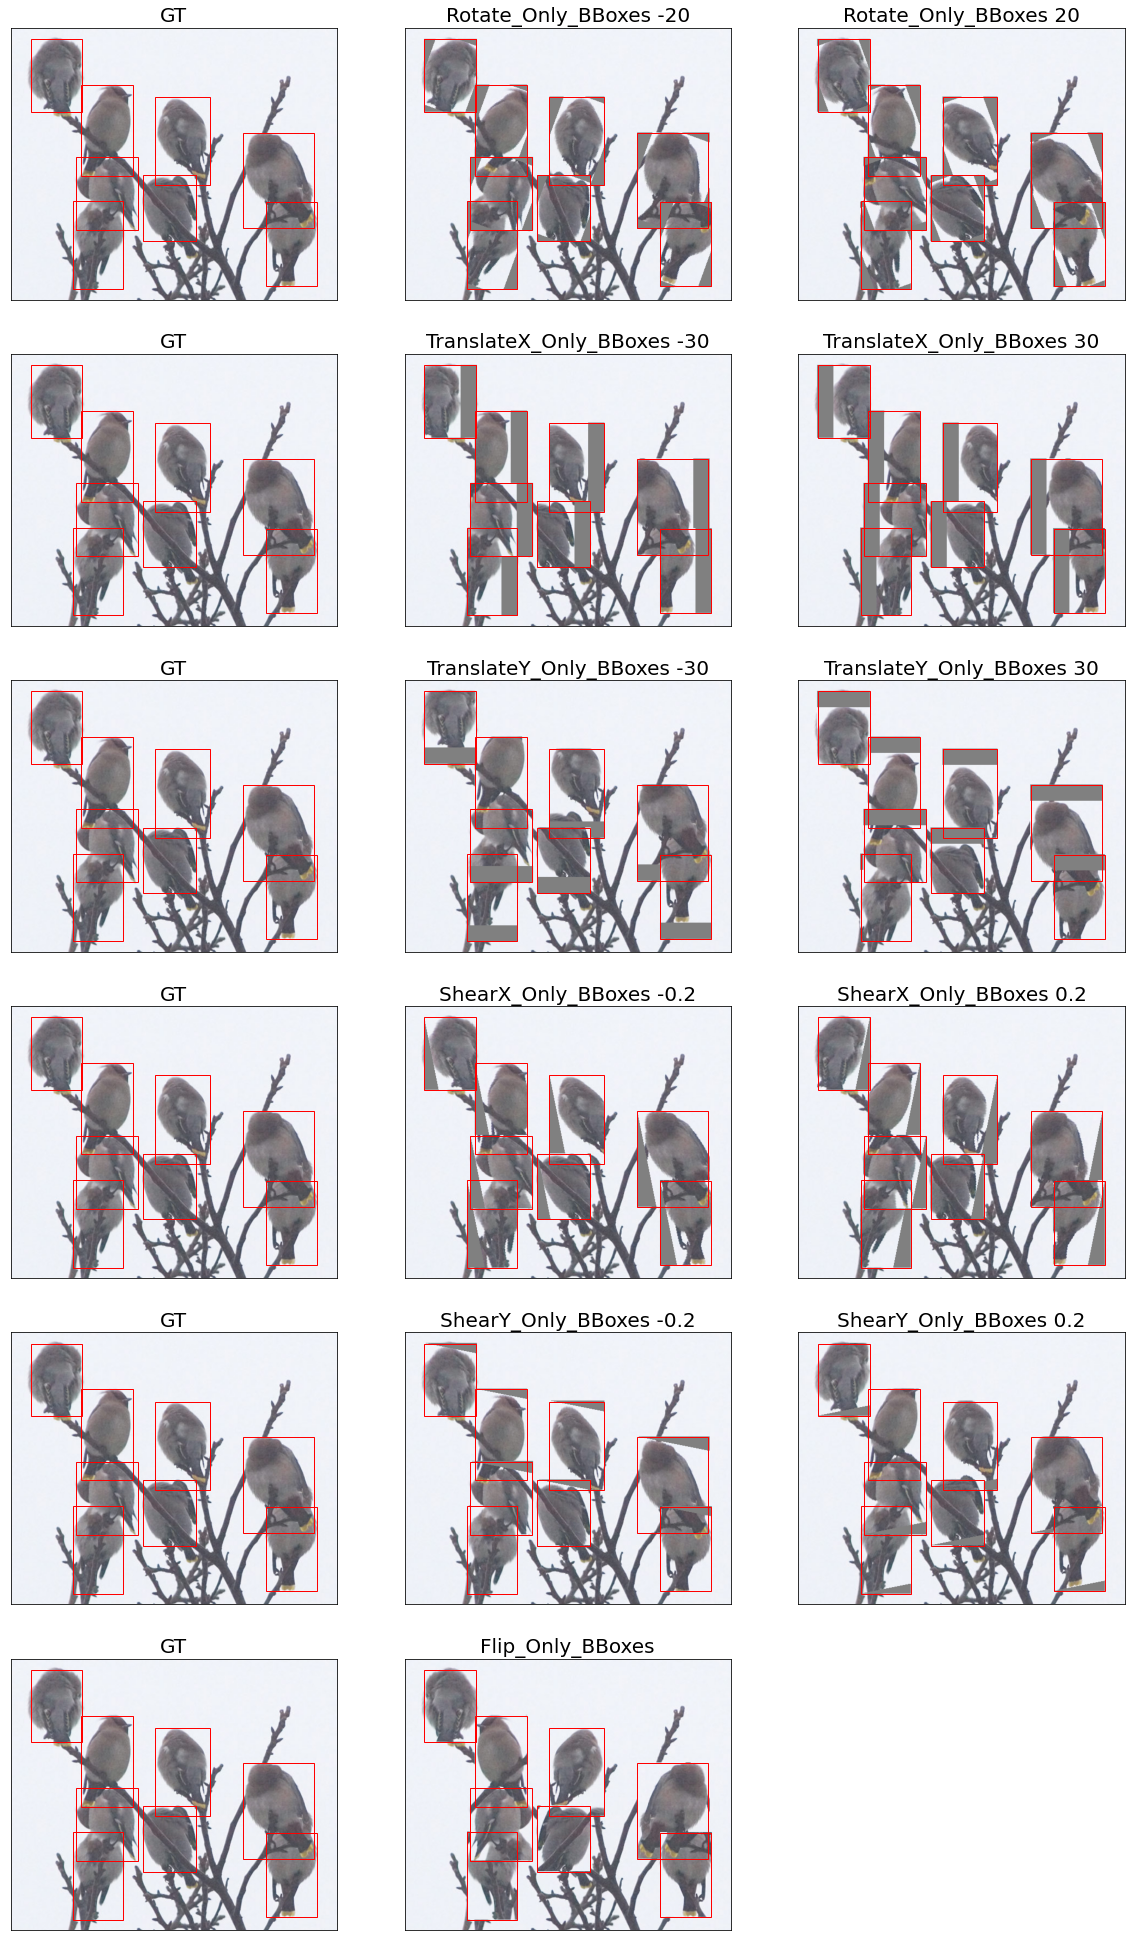 GT
Rotate_Only_BBoxes -20
Rotate_Only_BBoxes 20
GT
TranslateX_Only_BBoxes -30
TranslateX_Only_BBoxes 30
GT
TranslateY_Only_BBoxes -30
TranslateY_Only_BBoxes 30
GT
ShearX_Only_BBoxes -0.2
ShearX_Only_BBoxes 0.2
GT
ShearY_Only_BBoxes -0.2
ShearY_Only_BBoxes 0.2
GT
Flip_Only_BBoxes